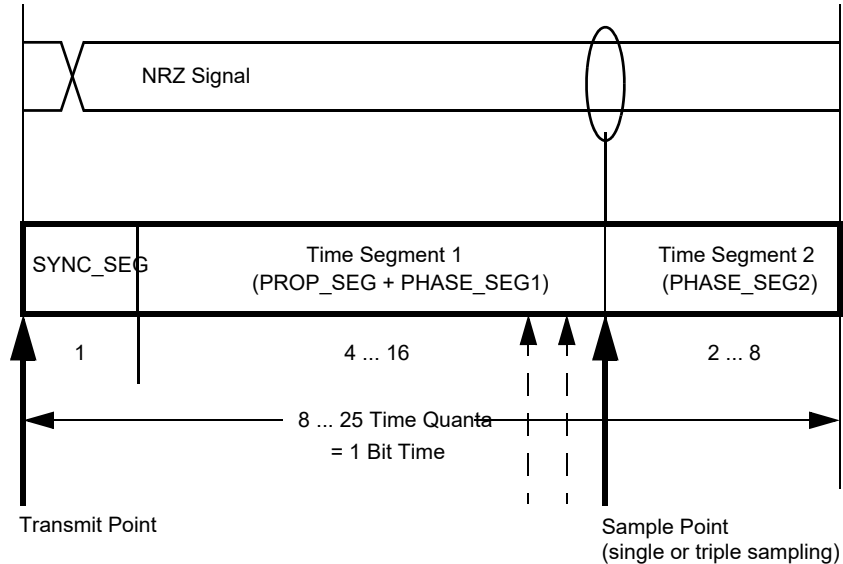 NRZ Signal
SYNC_SEG
Time Segment 1
(PROP_SEG + PHASE_SEG1)
Time Segment 2
(PHASE_SEG2)
1
4 ... 16
2 ... 8
8 ... 25 Time Quanta
= 1 Bit Time
Transmit Point
Sample Point
(single or triple sampling)